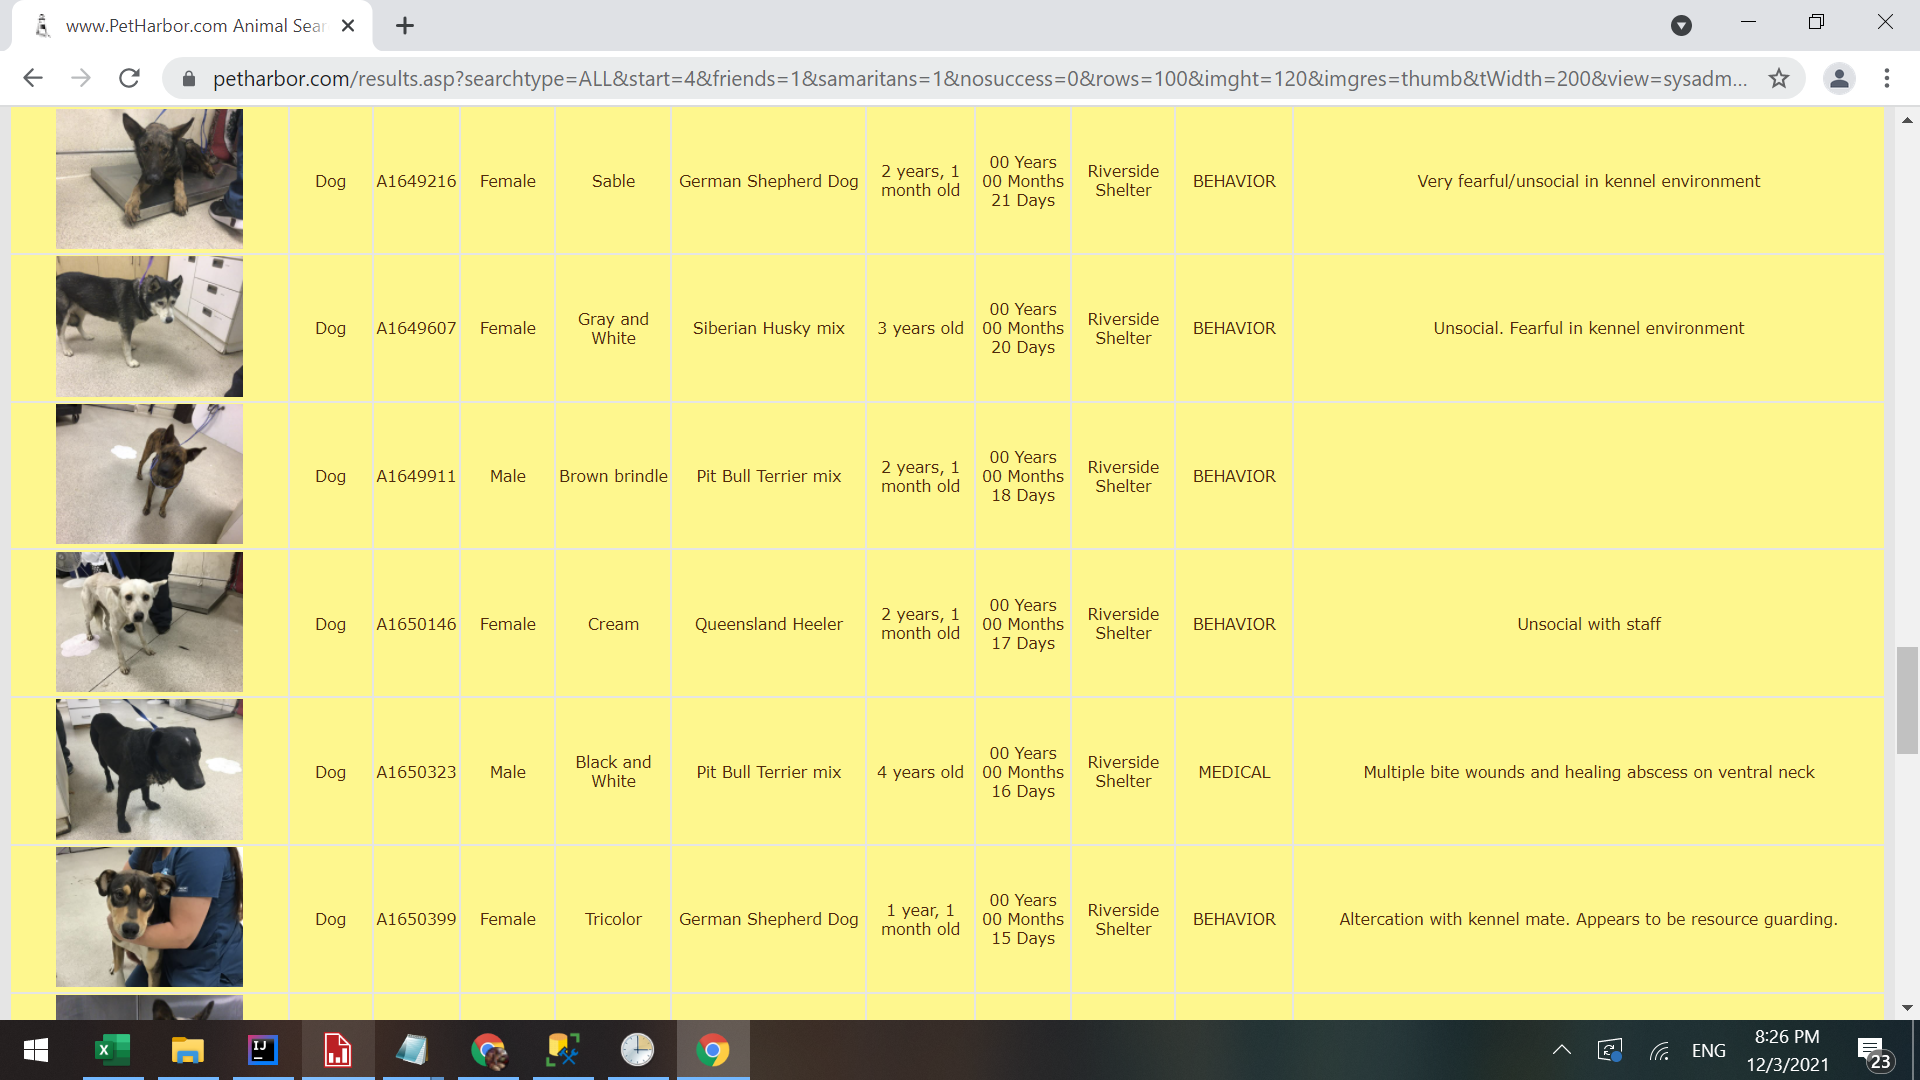 www.PetHarbor.com Animal Sear
petharbor.com/results.asp?searchtype=ALL&start=4&friends=1&samaritans=1&nosuccess=0&rows=100&imght=120&imgres=thumb&tWidth=200&view=sysadm...
Dog
A1649216
Female
Sable
German Shepherd Dog
2 years, 1
month old
00 Years
00 Months
21 Days
Riverside
Shelter
BEHAVIOR
Very fearful/unsocial in kennel environment
Dog
A1649607
Female
Gray and
White
Siberian Husky mix
3 years old
00 Years
00 Months
20 Days
Riverside
Shelter
BEHAVIOR
Unsocial. Fearful in kennel environment
Dog
A1649911
Male
Brown brindle
Pit Bull Terrier mix
2 years, 1
month old
00 Years
00 Months
18 Days
Riverside
Shelter
BEHAVIOR
Dog
A1650146
Female
Cream
Queensland Heeler
2 years, 1
month old
00 Years
00 Months
17 Days
Riverside
Shelter
BEHAVIOR
Unsocial with staff
Dog
A1650323
Male
Black and
White
Pit Bull Terrier mix
4 years old
00 Years
00 Months
16 Days
Riverside
Shelter
MEDICAL
Multiple bite wounds and healing abscess on ventral neck
Dog
A1650399
Female
Tricolor
German Shepherd Dog
1 year, 1
month old
00 Years
00 Months
15 Days
Riverside
Shelter
BEHAVIOR
Altercation with kennel mate. Appears to be resource guarding.
X
IJ
ENG
8:26 PM
12/3/2021
23